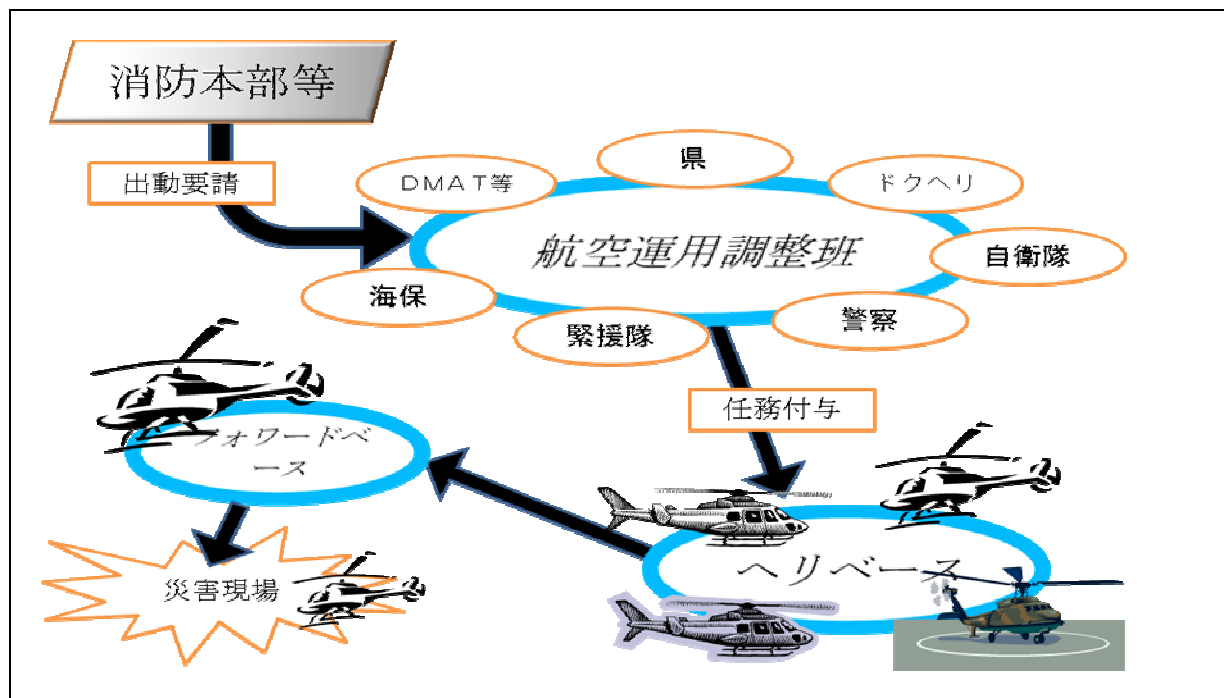 消防本部等
出動要請
県
ＤＭＡＴ等
ドクヘリ
航空運用調整班
自衛隊
海保
緊援隊
警察
任務付与
フォワードベ
ース
ヘリベース
災害現場